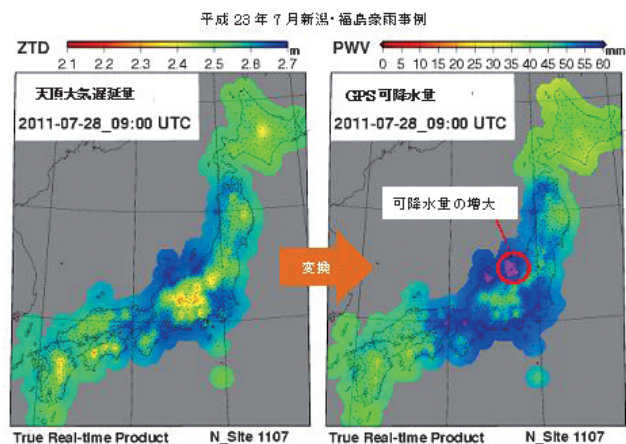 平成23年7月新潟・福島豪雨事例
ZTD
m
2.1 2.2 2.3 2.4 2.5 2.6 2.7
天頂大気遅延量
2011-07-28_09:00 UTC
True Real-time Product N_Site 1107
変換
PWV
mm
0 5 10 15 20 25 30 35 40 45 50 55 60
GPS可降水量
2011-07-28_09:00 UTC
可降水量の増大
True Real-time Product N_Site 1107